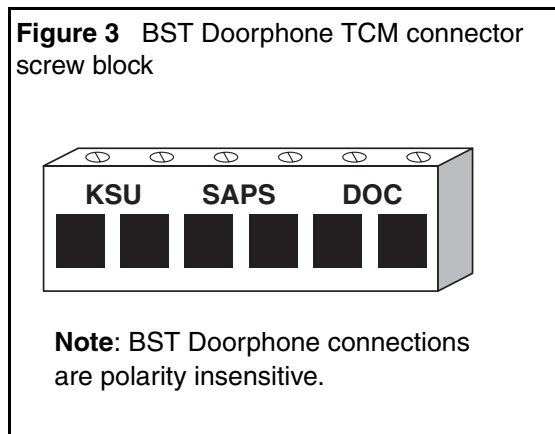 Figure 3 BST Doorphone TCM connector
screw block
KSU SAPS DOC
Note: BST Doorphone connections
are polarity insensitive.